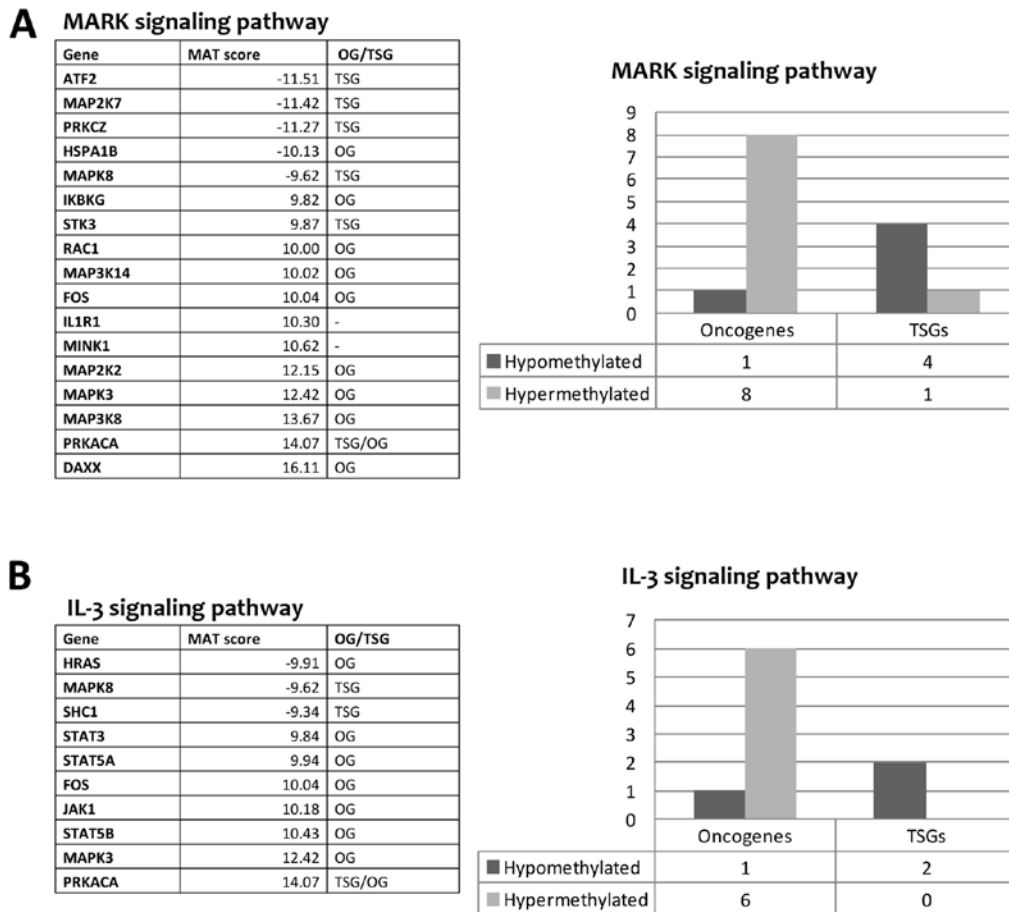 A
MARK signaling pathway
Gene MAT score OG/TSG
ATF2 -11.51 TSG
MAP2K7 -11.42 TSG
PRKCZ -11.27 TSG
HSPA1B -10.13 OG
MAPK8 -9.62 TSG
IKBKG 9.82 OG
STK3 9.87 TSG
RAC1 10.00 OG
MAP3K14 10.02 OG
FOS 10.04 OG
IL1R1 10.30 -
MINK1 10.62 -
MAP2K2 12.15 OG
MAPK3 12.42 OG
MAP3K8 13.67 OG
PRKACA 14.07 TSG/OG
DAXX 16.11 OG
MARK signaling pathway
9
8
7
6
5
4
3
2
1
0
Oncogenes TSGs
Hypomethylated 1 4
Hypermethylated 8 1
B
IL-3 signaling pathway
Gene MAT score OG/TSG
HRAS -9.91 OG
MAPK8 -9.62 TSG
SHC1 -9.34 TSG
STAT3 9.84 OG
STAT5A 9.94 OG
FOS 10.04 OG
JAK1 10.18 OG
STAT5B 10.43 OG
MAPK3 12.42 OG
PRKACA 14.07 TSG/OG
IL-3 signaling pathway
7
6
5
4
3
2
1
0
Oncogenes TSGs
Hypomethylated 1 2
Hypermethylated 6 0